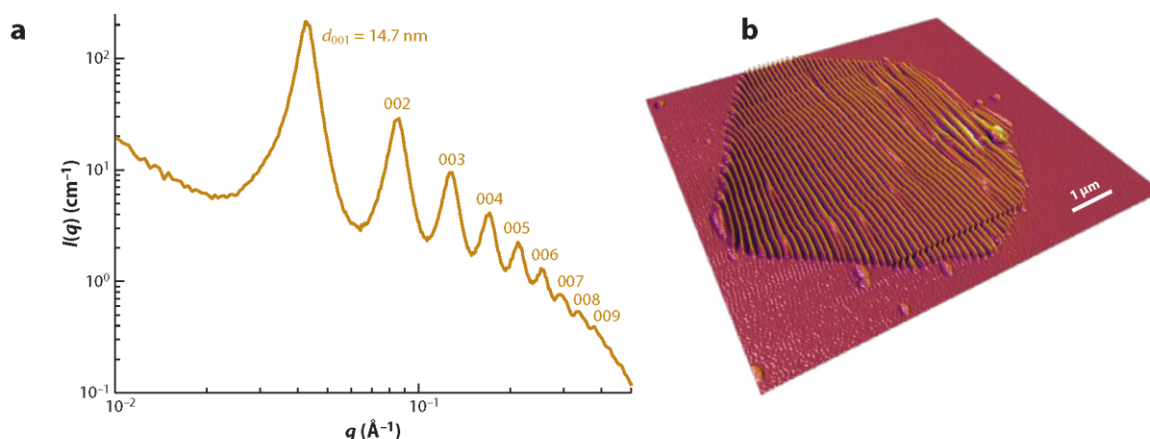 a
b
d₀₀₁ = 14.7 nm
10²
002
003
10¹
004
1 μm
005
006
10⁰
007
008
009
10⁻¹
10⁻²
10⁻¹
I(q) (cm⁻¹)
q (Å⁻¹)